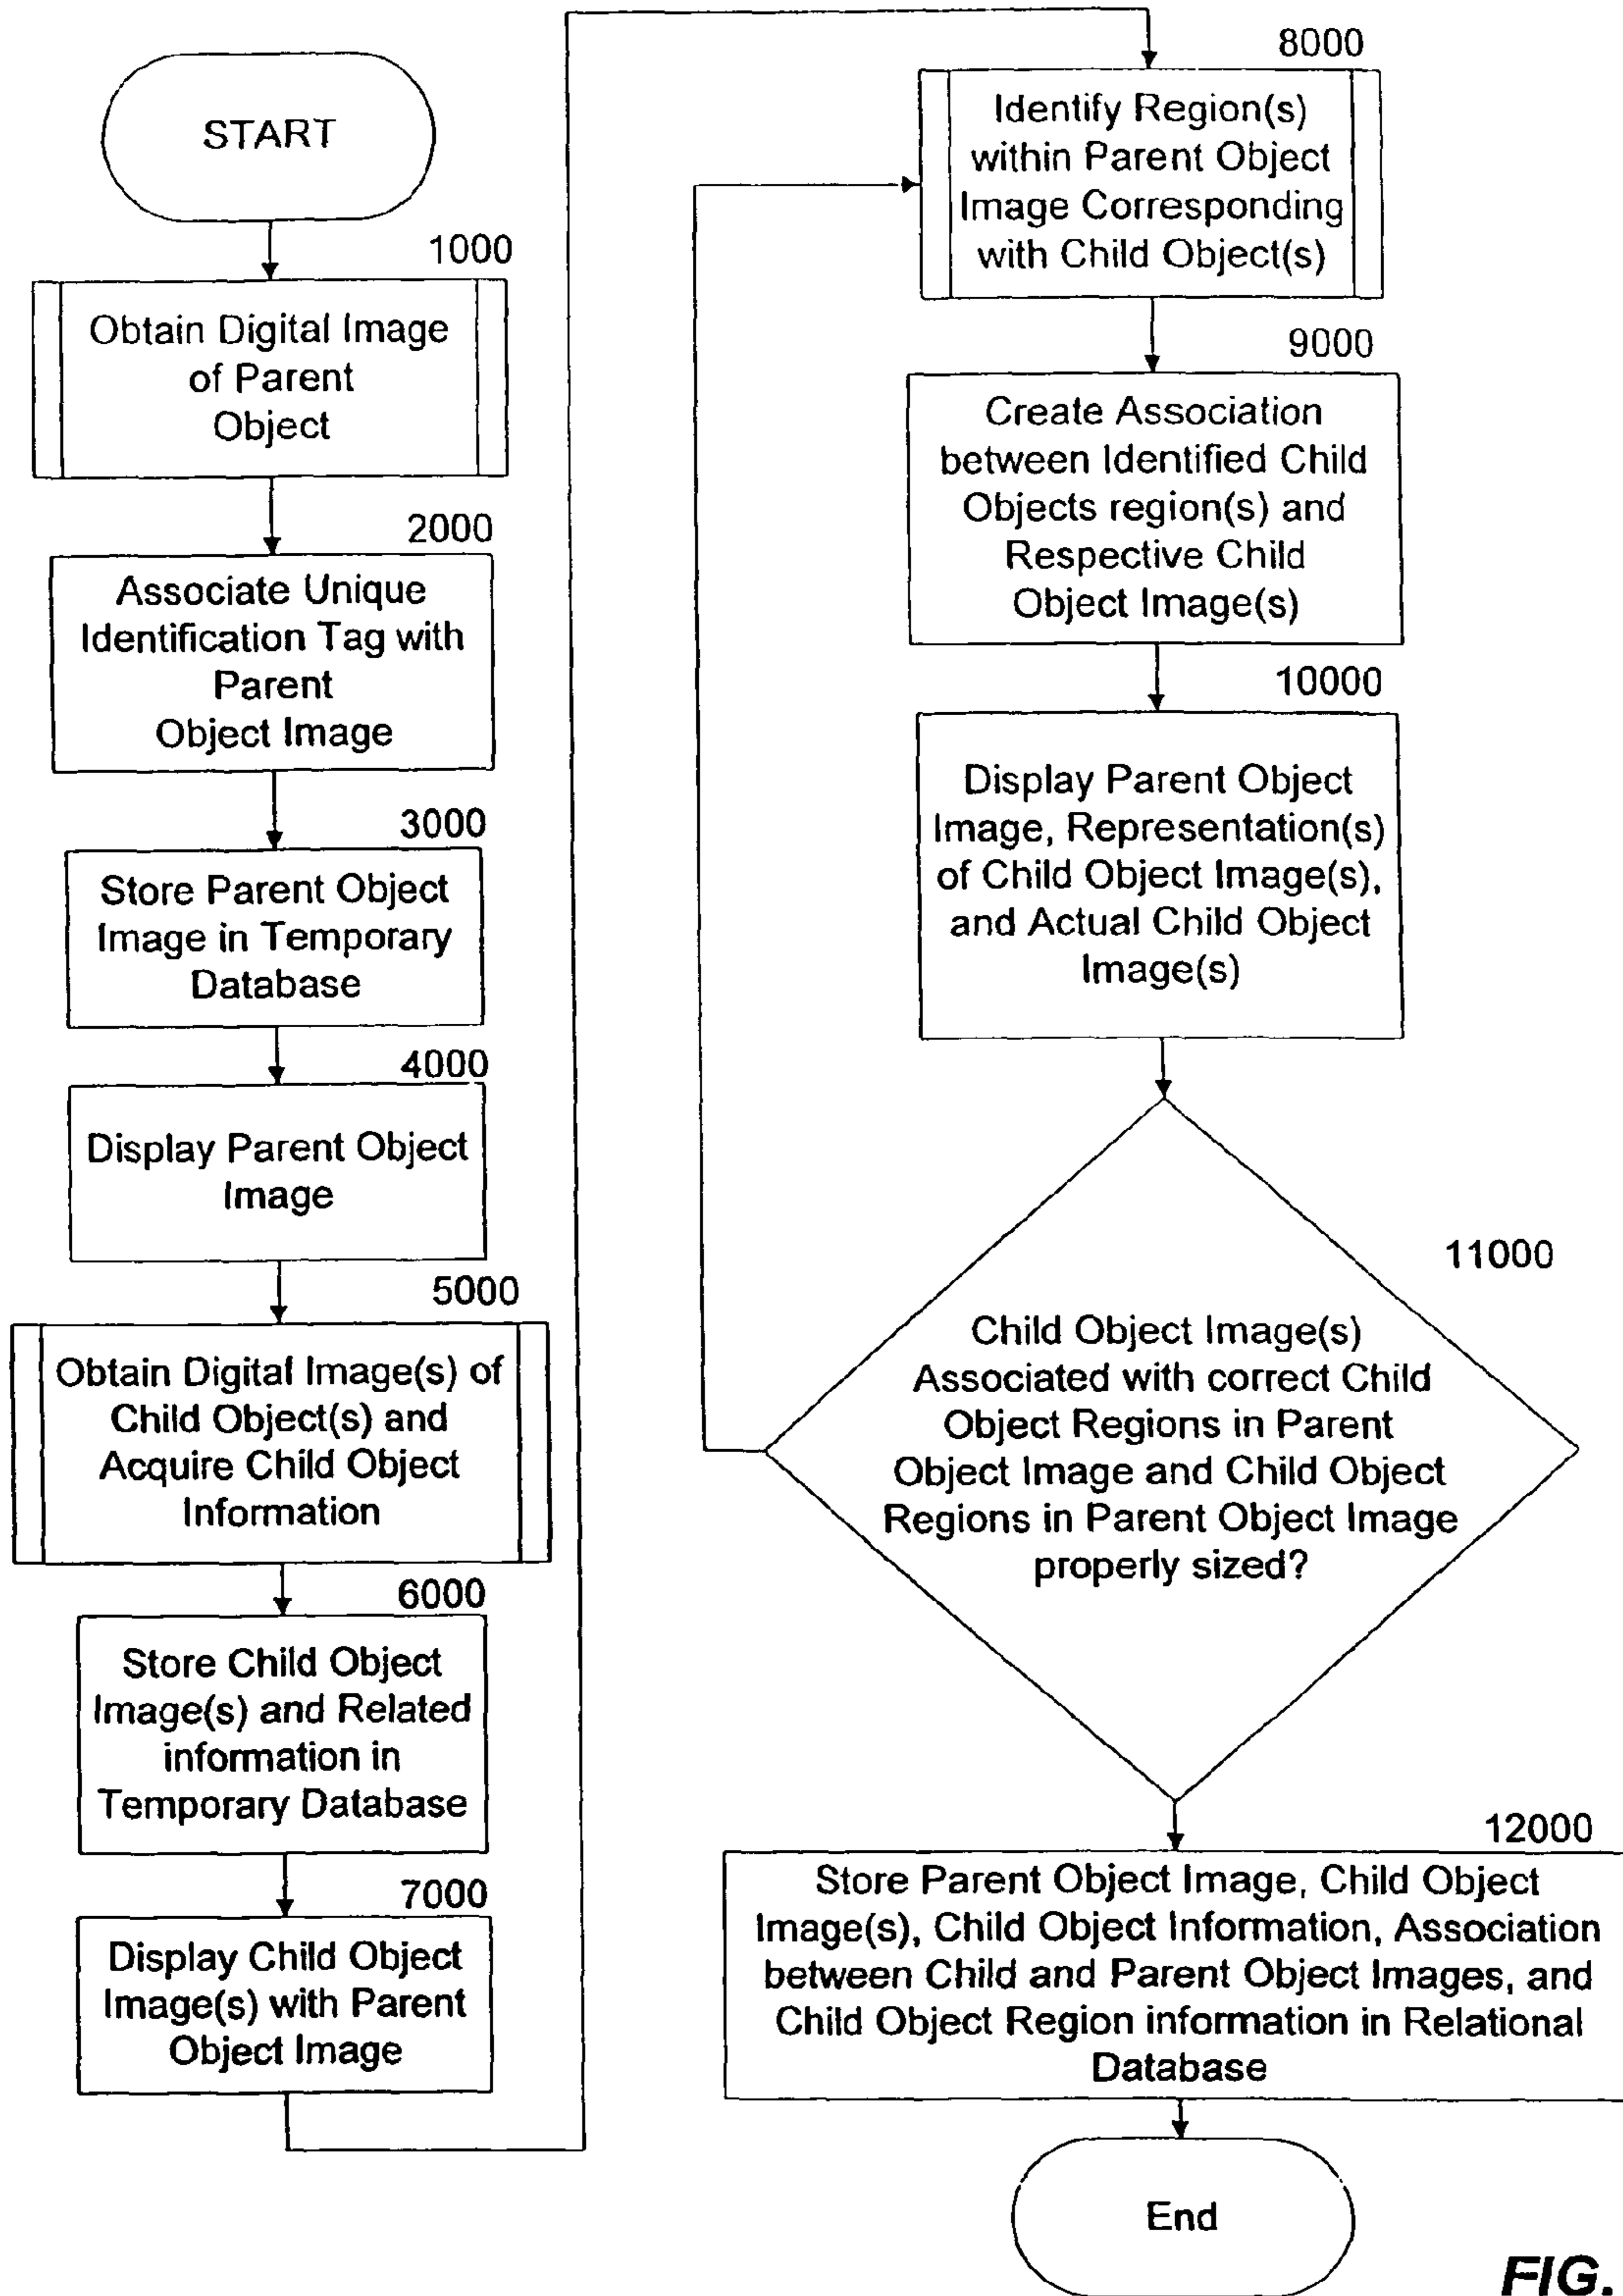 START
1000
Obtain Digital Image
of Parent
Object
2000
Associate Unique
Identification Tag with
Parent
Object Image
3000
Store Parent Object
Image in Temporary
Database
4000
Display Parent Object
Image
5000
Obtain Digital Image(s) of
Child Object(s) and
Acquire Child Object
Information
6000
Store Child Object
Image(s) and Related
information in
Temporary Database
7000
Display Child Object
Image(s) with Parent
Object Image
8000
Identify Region(s)
within Parent Object
Image Corresponding
with Child Object(s)
9000
Create Association
between Identified Child
Objects region(s) and
Respective Child
Object Image(s)
10000
Display Parent Object
Image, Representation(s)
of Child Object Image(s),
and Actual Child Object
Image(s)
11000
Child Object Image(s)
Associated with correct Child
Object Regions in Parent
Object Image and Child Object
Regions in Parent Object Image
properly sized?
12000
Store Parent Object Image, Child Object
Image(s), Child Object Information, Association
between Child and Parent Object Images, and
Child Object Region information in Relational
Database
End
FIG.